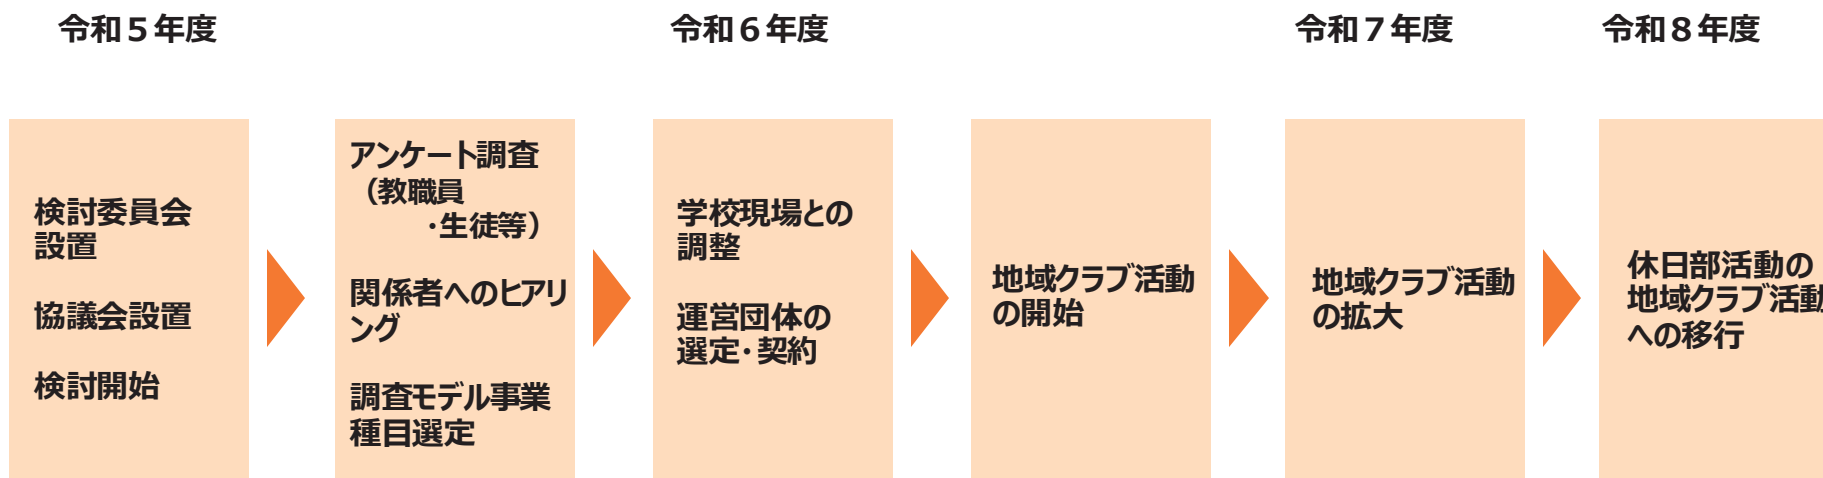 令和５年度
令和６年度
令和７年度
令和８年度
検討委員会
設置
協議会設置
検討開始
アンケート調査
（教職員
・生徒等）
関係者へのヒアリ
ング
調査モデル事業
種目選定
学校現場との
調整
運営団体の
選定・契約
地域クラブ活動
の開始
地域クラブ活動
の拡大
休日部活動の
地域クラブ活動
への移行